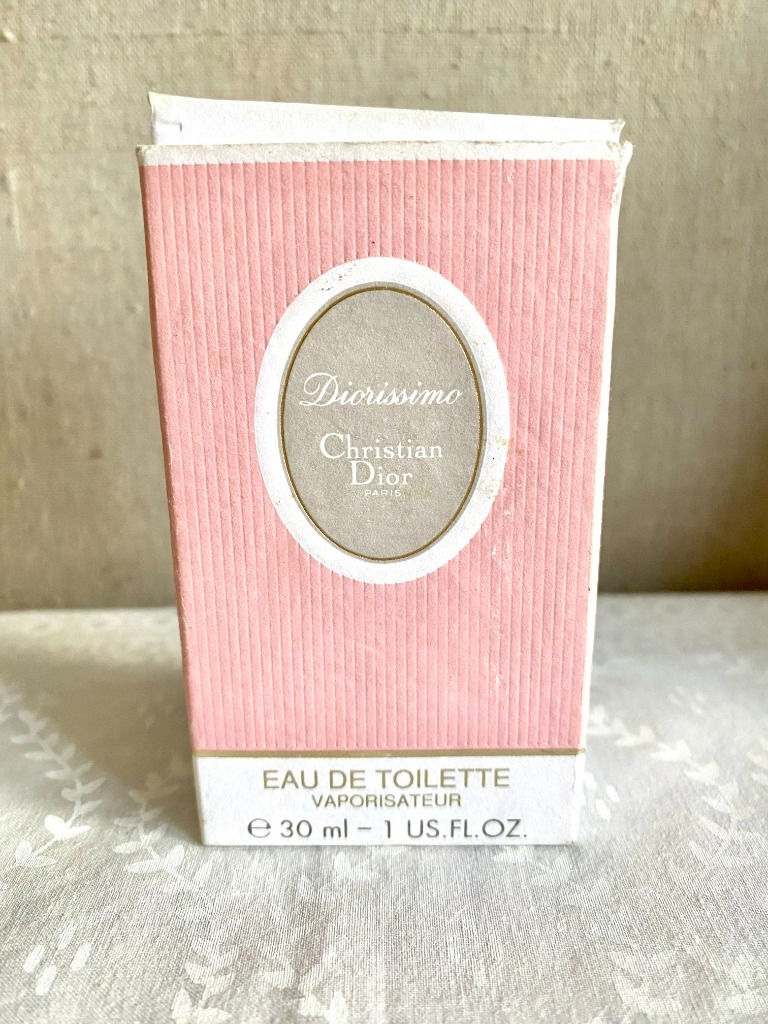 Diorissimo
Christian
Dior
PARIS
EAU DE TOILETTE
VAPORISATEUR
℮ 30 ml – 1 US.FL.OZ.